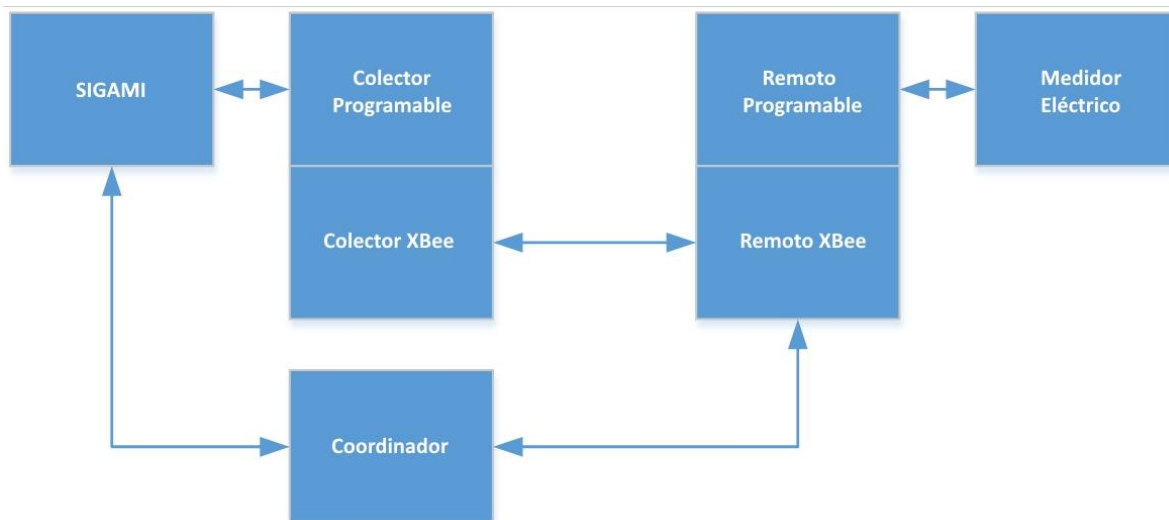 SIGAMI
Colector
Programable
Remoto
Programable
Medidor
Eléctrico
Colector XBee
Remoto XBee
Coordinador